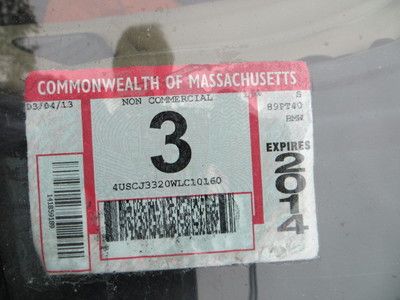 COMMONWEALTH OF MASSACHUSETTS
03/04/13
NON COMMERCIAL
S
89PT40
BMW
3
EXPIRES
2014
4USCJ3320WLC10160